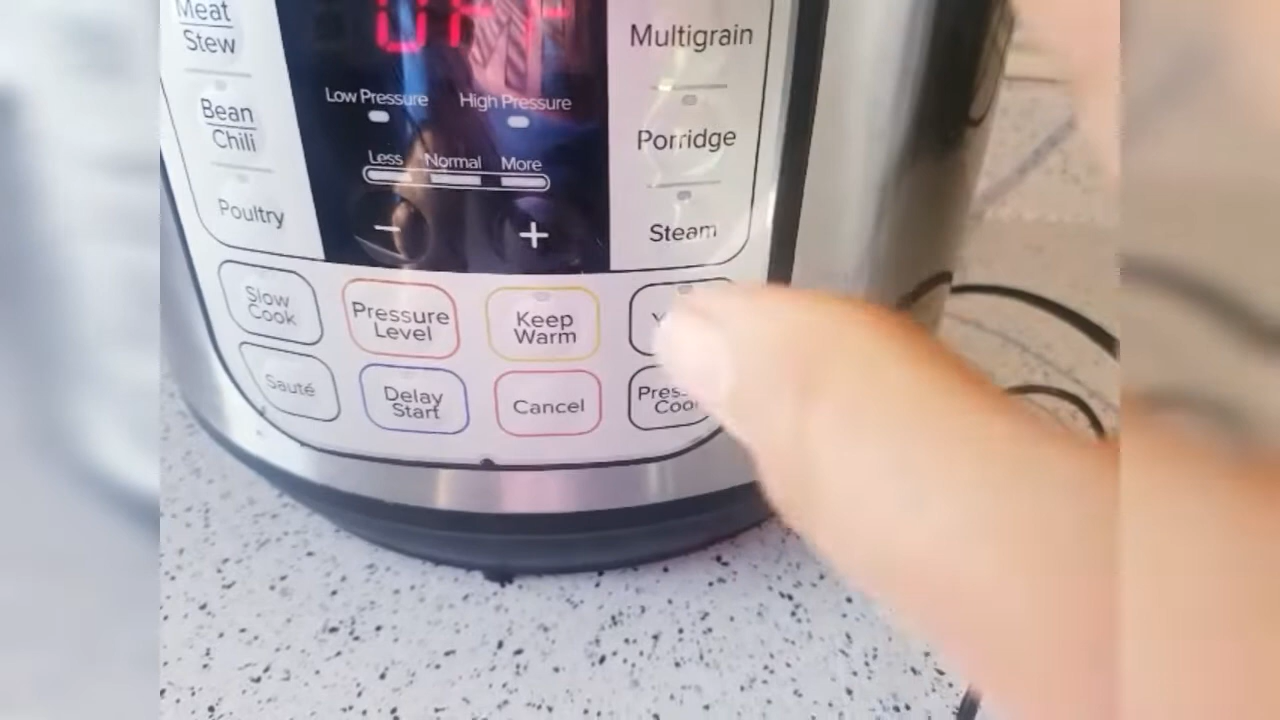 Meat
Stew
OFF
Multigrain
Low Pressure
High Pressure
Bean
Chili
Porridge
Less
Normal
More
Poultry
−
+
Steam
Slow
Cook
Pressure
Level
Keep
Warm
Sauté
Delay
Start
Cancel